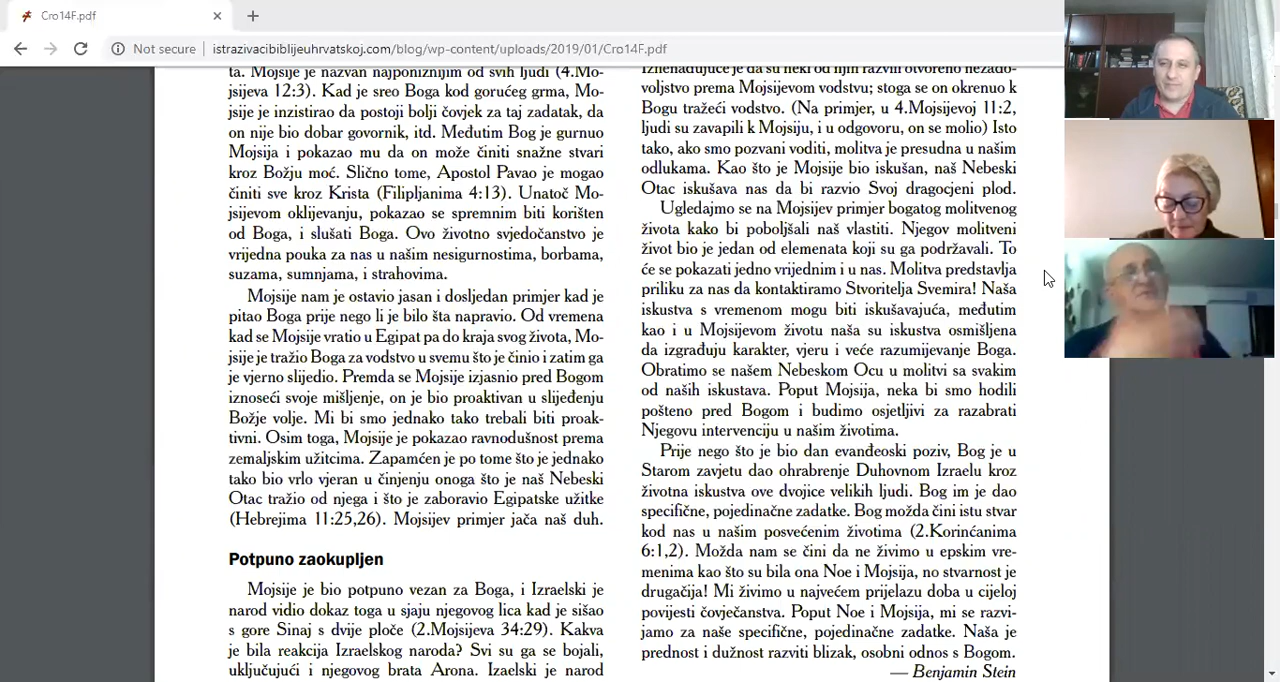 Cro14F.pdf
Not secure
istrazivacibiblijeuhrvatskoj.com/blog/wp-content/uploads/2019/01/Cro14F.pdf
ta. Mojsije je nazvan najponiznijim od svih ljudi (4.Mo-
jsijeva 12:3). Kad je sreo Boga kod gorućeg grma, Mo-
jsije je inzistirao da postoji bolji čovjek za taj zadatak, da
on nije bio dobar govornik, itd. Međutim Bog je gurnuo
Mojsija i pokazao mu da on može činiti snažne stvari
kroz Božju moć. Slično tome, Apostol Pavao je mogao
činiti sve kroz Krista (Filipljanima 4:13). Unatoč Mo-
jsijevom oklijevanju, pokazao se spremnim biti korišten
od Boga, i slušati Boga. Ovo životno svjedočanstvo je
vrijedna pouka za nas u našim nesigurnostima, borbama,
suzama, sumnjama, i strahovima.
Mojsije nam je ostavio jasan i dosljedan primjer kad je
pitao Boga prije nego li je bilo šta napravio. Od vremena
kad se Mojsije vratio u Egipat pa do kraja svog života, Mo-
jsije je tražio Boga za vodstvo u svemu što je činio i zatim ga
je vjerno slijedio. Premda se Mojsije izjasnio pred Bogom
iznoseći svoje mišljenje, on je bio proaktivan u slijeđenju
Božje volje. Mi bi smo jednako tako trebali biti proak-
tivni. Osim toga, Mojsije je pokazao ravnodušnost prema
zemaljskim užitcima. Zapamćen je po tome što je jednako
tako bio vrlo vjeran u činjenju onoga što je naš Nebeski
Otac tražio od njega i što je zaboravio Egipatske užitke
(Hebrejima 11:25,26). Mojsijev primjer jača naš duh.
Potpuno zaokupljen
Mojsije je bio potpuno vezan za Boga, i Izraelski je
narod vidio dokaz toga u sjaju njegovog lica kad je sišao
s gore Sinaj s dvije ploče (2.Mojsijeva 34:29). Kakva
je bila reakcija Izraelskog naroda? Svi su ga se bojali,
uključujući i njegovog brata Arona. Izaelski je narod
iznenađujuće je da su neki od njih razvili otvoreno nezado-
voljstvo prema Mojsijevom vodstvu; stoga se on okrenuo k
Bogu tražeći vodstvo. (Na primjer, u 4.Mojsijevoj 11:2,
ljudi su zavapili k Mojsiju, i u odgovoru, on se molio) Isto
tako, ako smo pozvani voditi, molitva je presudna u našim
odlukama. Kao što je Mojsije bio iskušan, naš Nebeski
Otac iskušava nas da bi razvio Svoj dragocjeni plod.
Ugledajmo se na Mojsijev primjer bogatog molitvenog
života kako bi poboljšali naš vlastiti. Njegov molitveni
život bio je jedan od elemenata koji su ga podržavali. To
će se pokazati jedno vrijednim i u nas. Molitva predstavlja
priliku za nas da kontaktiramo Stvoritelja Svemira! Naša
iskustva s vremenom mogu biti iskušavajuća, međutim
kao i u Mojsijevom životu naša su iskustva osmišljena
da izgrađuju karakter, vjeru i veće razumijevanje Boga.
Obratimo se našem Nebeskom Ocu u molitvi sa svakim
od naših iskustava. Poput Mojsija, neka bi smo hodili
pošteno pred Bogom i budimo osjetljivi za razabrati
Njegovu intervenciju u našim životima.
Prije nego što je bio dan evanđeoski poziv, Bog je u
Starom zavjetu dao ohrabrenje Duhovnom Izraelu kroz
životna iskustva ove dvojice velikih ljudi. Bog im je dao
specifične, pojedinačne zadatke. Bog možda čini istu stvar
kod nas u našim posvećenim životima (2.Korinćanima
6:1,2). Možda nam se čini da ne živimo u epskim vre-
menima kao što su bila ona Noe i Mojsija, no stvarnost je
drugačija! Mi živimo u najvećem prijelazu doba u cijeloj
povijesti čovječanstva. Poput Noe i Mojsija, mi se razvi-
jamo za naše specifične, pojedinačne zadatke. Naša je
prednost i dužnost razviti blizak, osobni odnos s Bogom.
— Benjamin Stein